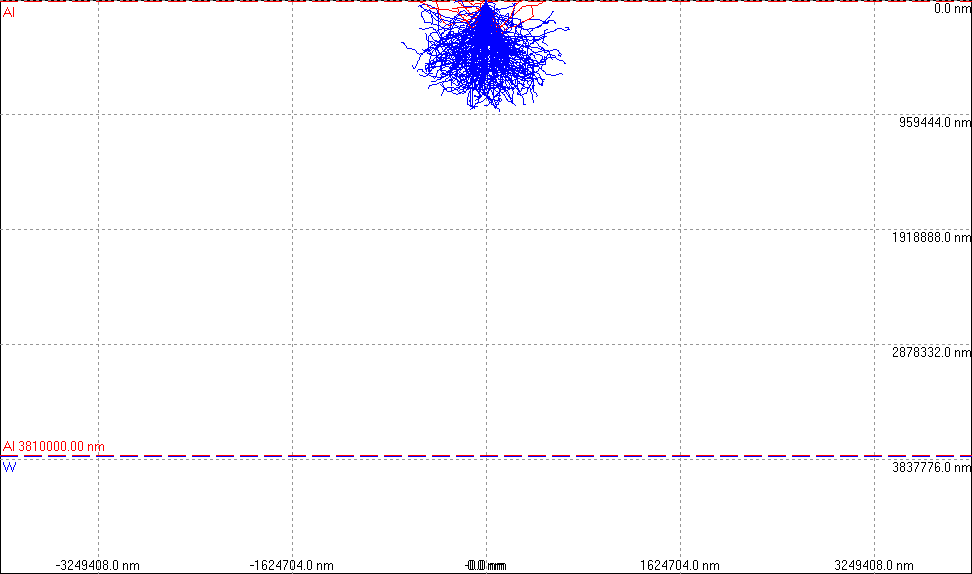 Al
0.0 nm
959444.0 nm
1918888.0 nm
2878332.0 nm
Al 3810000.00 nm
W
3837776.0 nm
-3249408.0 nm
-1624704.0 nm
1624704.0 nm
3249408.0 nm